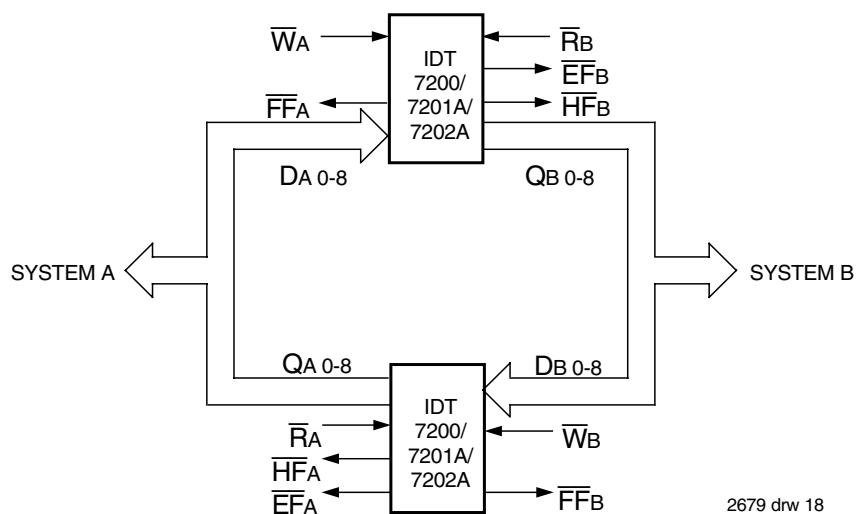 W̅A
R̅B
IDT
7200/
7201A/
7202A
E̅F̅B
F̅F̅A
H̅F̅B
DA 0-8
QB 0-8
SYSTEM A
SYSTEM B
QA 0-8
DB 0-8
IDT
7200/
7201A/
7202A
R̅A
W̅B
H̅F̅A
E̅F̅A
F̅F̅B
2679 drw 18